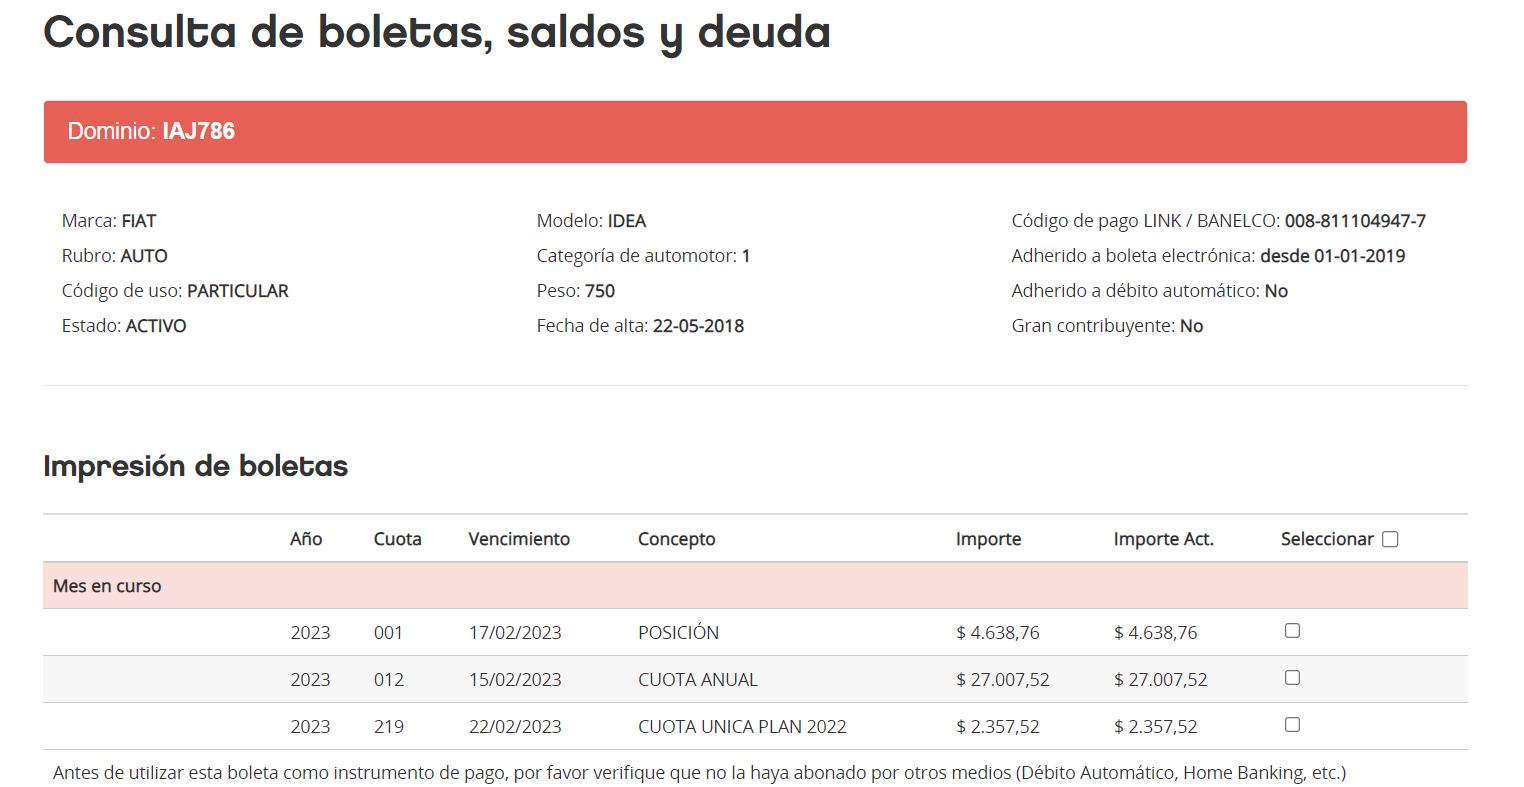 Consulta de boletas, saldos y deuda
Dominio: IAJ786
Marca: FIAT
Rubro: AUTO
Código de uso: PARTICULAR
Estado: ACTIVO
Modelo: IDEA
Categoría de automotor: 1
Peso: 750
Fecha de alta: 22-05-2018
Código de pago LINK / BANELCO: 008-811104947-7
Adherido a boleta electrónica: desde 01-01-2019
Adherido a débito automático: No
Gran contribuyente: No
Impresión de boletas
Año Cuota Vencimiento Concepto Importe Importe Act. Seleccionar
Mes en curso
2023 001 17/02/2023 POSICIÓN $ 4.638,76 $ 4.638,76
2023 012 15/02/2023 CUOTA ANUAL $ 27.007,52 $ 27.007,52
2023 219 22/02/2023 CUOTA UNICA PLAN 2022 $ 2.357,52 $ 2.357,52
Antes de utilizar esta boleta como instrumento de pago, por favor verifique que no la haya abonado por otros medios (Débito Automático, Home Banking, etc.)